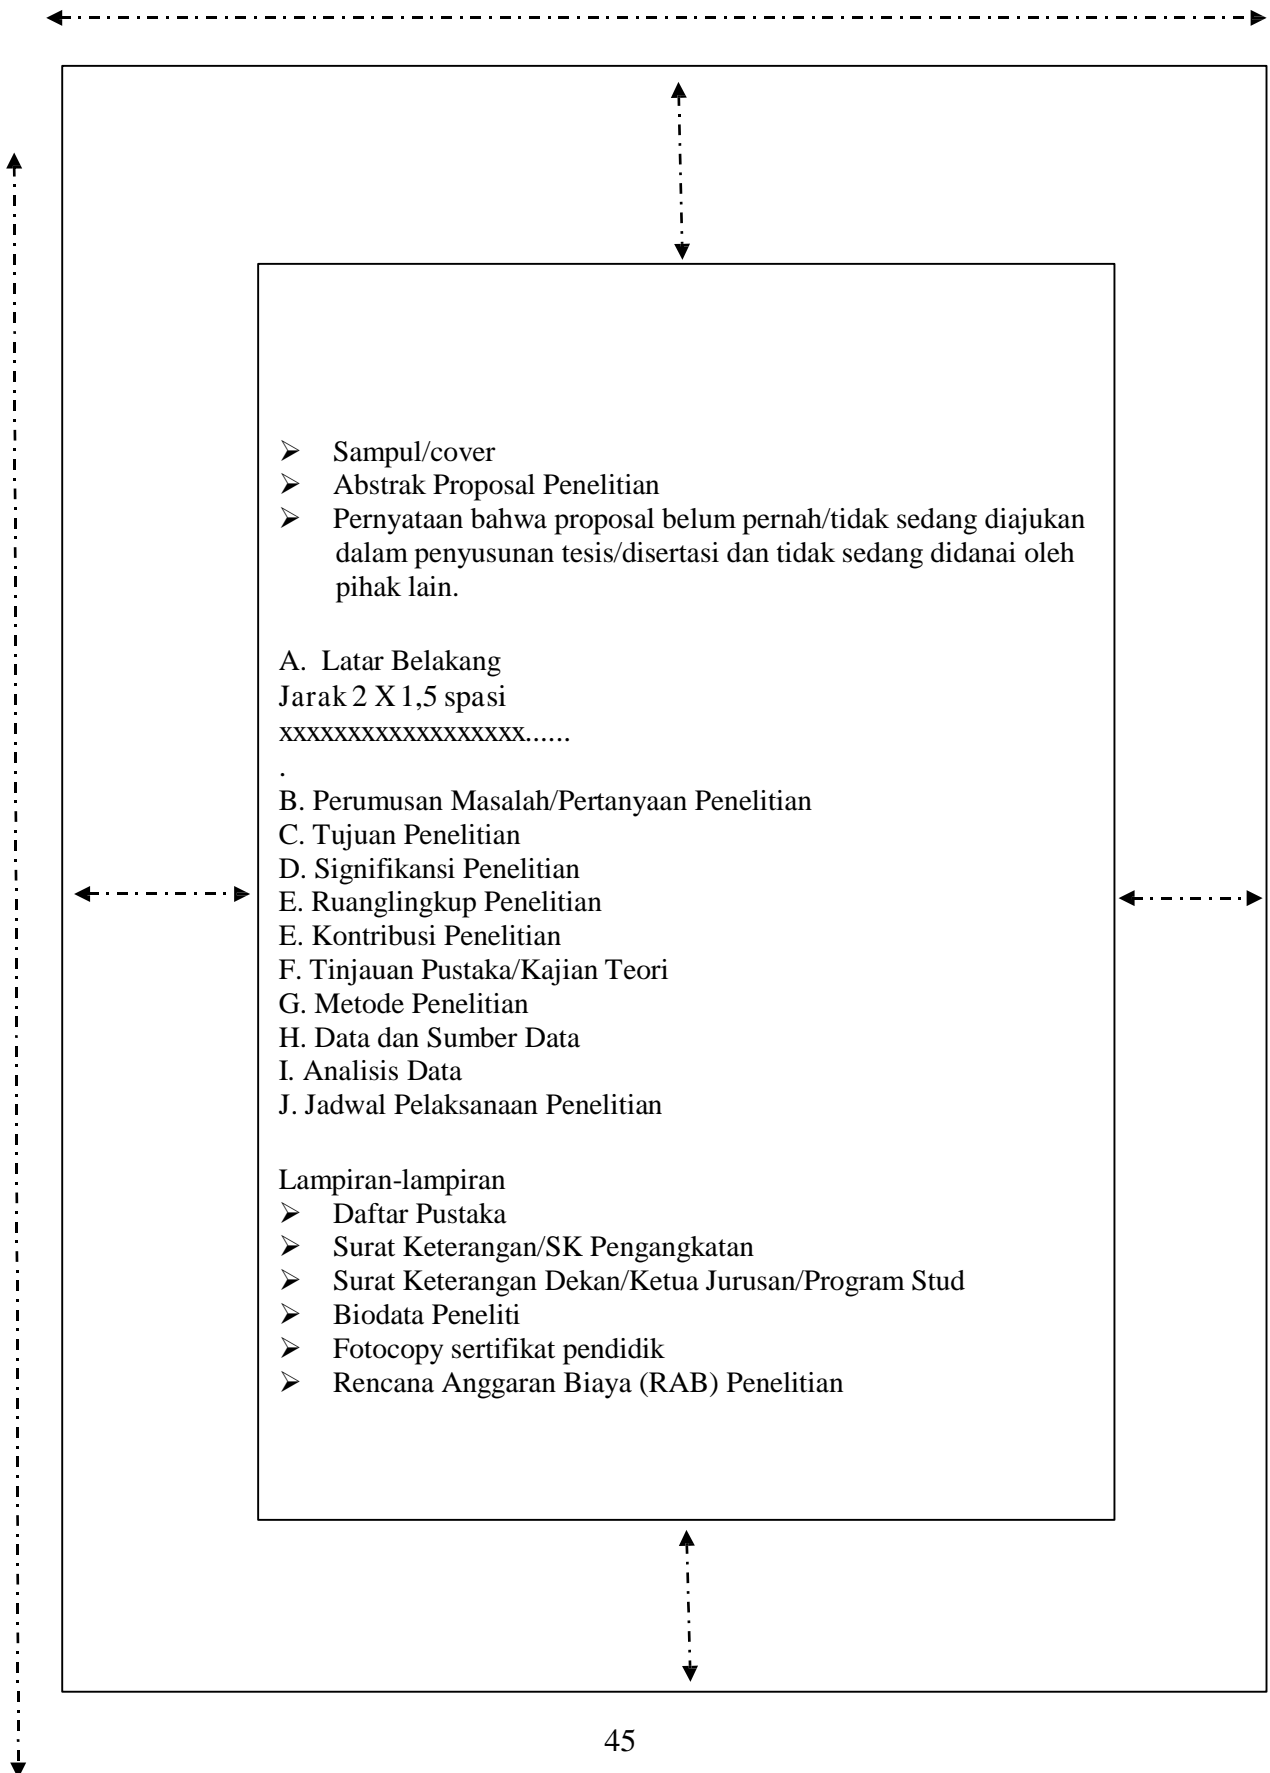 ➢ Sampul/cover
➢ Abstrak Proposal Penelitian
➢ Pernyataan bahwa proposal belum pernah/tidak sedang diajukan
dalam penyusunan tesis/disertasi dan tidak sedang didanai oleh
pihak lain.
A. Latar Belakang
Jarak 2 X 1,5 spasi
xxxxxxxxxxxxxxxxxx......
.
B. Perumusan Masalah/Pertanyaan Penelitian
C. Tujuan Penelitian
D. Signifikansi Penelitian
E. Ruanglingkup Penelitian
E. Kontribusi Penelitian
F. Tinjauan Pustaka/Kajian Teori
G. Metode Penelitian
H. Data dan Sumber Data
I. Analisis Data
J. Jadwal Pelaksanaan Penelitian
Lampiran-lampiran
➢ Daftar Pustaka
➢ Surat Keterangan/SK Pengangkatan
➢ Surat Keterangan Dekan/Ketua Jurusan/Program Stud
➢ Biodata Peneliti
➢ Fotocopy sertifikat pendidik
➢ Rencana Anggaran Biaya (RAB) Penelitian
45